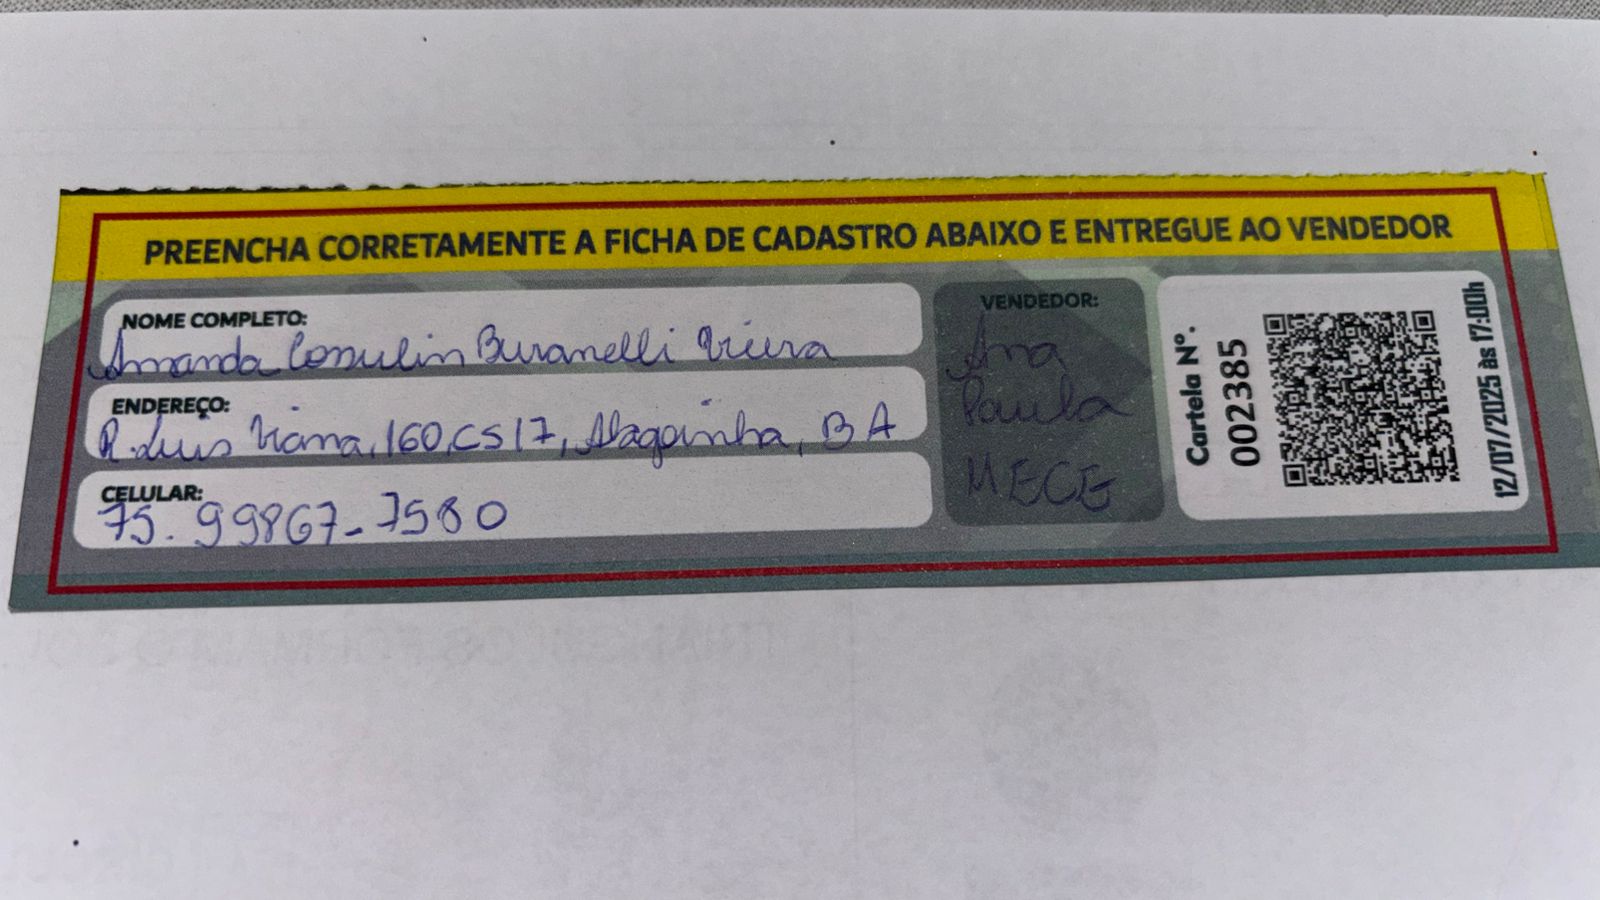 PREENCHA CORRETAMENTE A FICHA DE CADASTRO ABAIXO E ENTREGUE AO VENDEDOR
NOME COMPLETO:
Amanda Buranelli Vieira
ENDEREÇO:
R. Luis Viana, 160, CS 17, Alagoinha, BA
CELULAR:
75. 99867-7580
VENDEDOR:
Ana
Paula
MECE
Cartela Nº.
002385
12/07/2025 às 17:00h